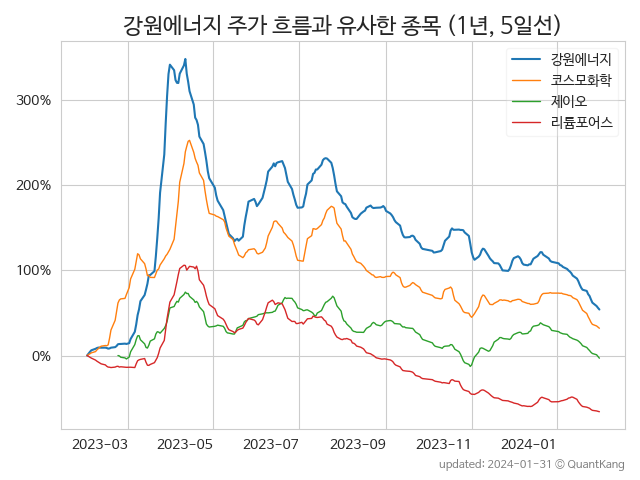 강원에너지 주가 흐름과 유사한 종목 (1년, 5일선)
강원에너지
코스모화학
제이오
리튬포어스
300%
200%
100%
0%
2023-03 2023-05 2023-07 2023-09 2023-11 2024-01
updated: 2024-01-31 © QuantKang